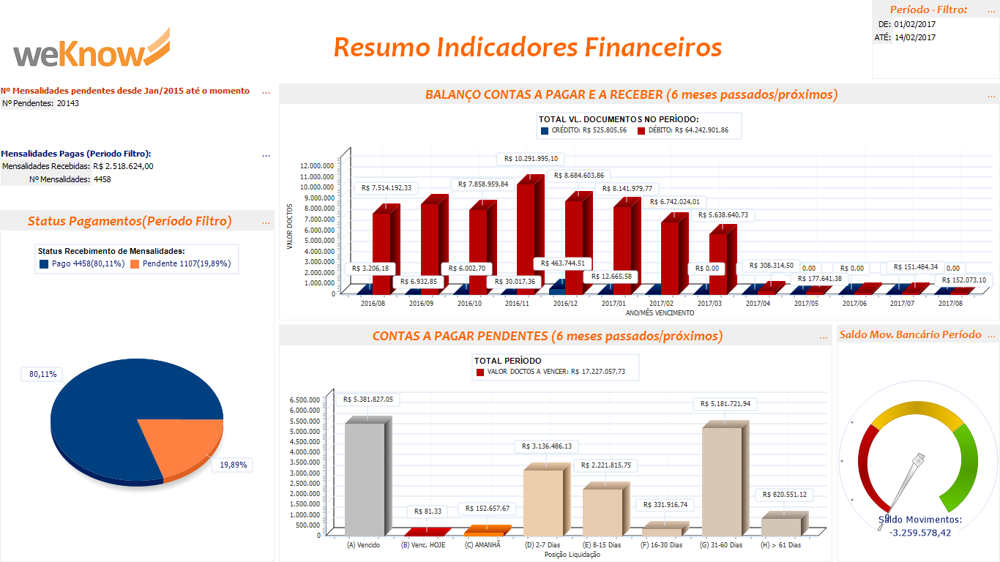 weKnow
Resumo Indicadores Financeiros
Período - Filtro: ...
DE: 01/02/2017
ATÉ: 14/02/2017
Nº Mensalidades pendentes desde Jan/2015 até o momento ...
Nº Pendentes: 20143
Mensalidades Pagas (Periodo Filtro): ...
Mensalidades Recebidas: R$ 2.518.624,00
Nº Mensalidades: 4458
Status Pagamentos(Período Filtro) ...
Status Recebimento de Mensalidades:
Pago 4458(80,11%) Pendente 1107(19,89%)
80,11%
19,89%
BALANÇO CONTAS A PAGAR E A RECEBER (6 meses passados/próximos) ...
TOTAL VL. DOCUMENTOS NO PERÍODO:
CRÉDITO: R$ 525.805,56 DÉBITO: R$ 64.242.901,86
VALOR DOCTOS
12.000.000
11.000.000
10.000.000
9.000.000
8.000.000
7.000.000
6.000.000
5.000.000
4.000.000
3.000.000
2.000.000
1.000.000
0
R$ 7.514.192,33
R$ 7.858.959,84
R$ 10.291.995,10
R$ 8.684.603,86
R$ 8.141.979,77
R$ 6.742.024,01
R$ 5.638.640,73
R$ 3.206,18
R$ 6.932,85
R$ 6.002,70
R$ 30.017,36
R$ 463.744,51
R$ 12.665,58
R$ 0,00
R$ 308.314,50
0,00
R$ 177.641,38
R$ 0,00
R$ 151.484,34
0,00
R$ 152.073,10
2016/08 2016/09 2016/10 2016/11 2016/12 2017/01 2017/02 2017/03 2017/04 2017/05 2017/06 2017/07 2017/08
ANO/MÊS VENCIMENTO
CONTAS A PAGAR PENDENTES (6 meses passados/próximos) ...
TOTAL PERÍODO
VALOR DOCTOS A VENCER: R$ 17.227.057,73
6.500.000
6.000.000
5.500.000
5.000.000
4.500.000
4.000.000
3.500.000
3.000.000
2.500.000
2.000.000
1.500.000
1.000.000
500.000
0
R$ 5.381.827,05
R$ 81,33
R$ 152.657,67
R$ 3.136.486,13
R$ 2.221.815,75
R$ 331.916,74
R$ 5.181.721,94
R$ 820.551,12
(A) Vencido (B) Venc. HOJE (C) AMANHÃ (D) 2-7 Dias (E) 8-15 Dias (F) 16-30 Dias (G) 31-60 Dias (H) > 61 Dias
Posição Liquidação
Saldo Mov. Bancário Período ...
Saldo Movimentos:
-3.259.578,42